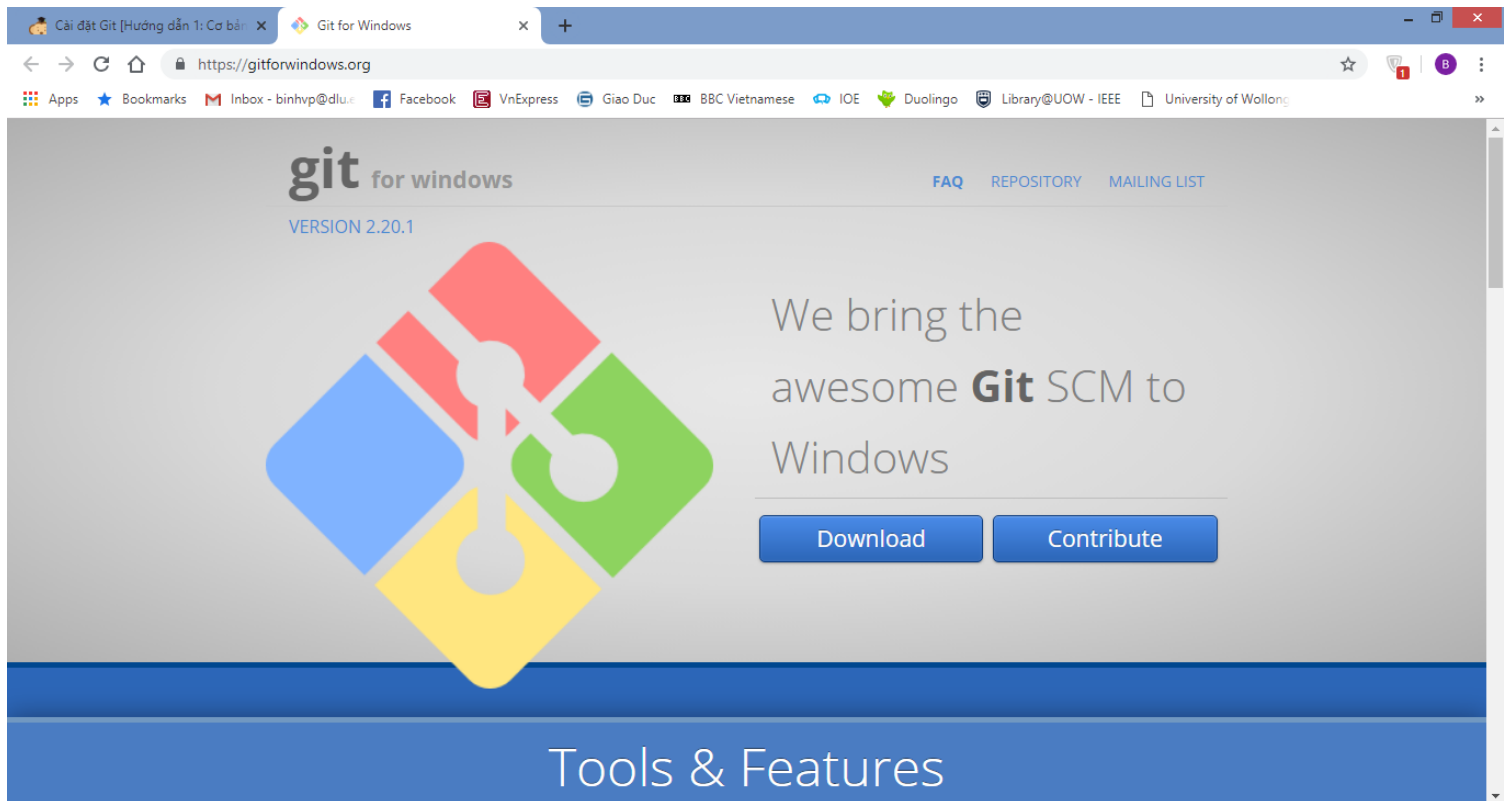 Cài đặt Git [Hướng dẫn 1: Cơ bản
Git for Windows
https://gitforwindows.org
1
B
Apps Bookmarks Inbox - binhvp@dlu.e Facebook VnExpress Giao Duc BBC BBC Vietnamese IOE Duolingo Library@UOW - IEEE University of Wollong
git for windows
FAQ REPOSITORY MAILING LIST
VERSION 2.20.1
We bring the
awesome Git SCM to
Windows
Download Contribute
Tools & Features